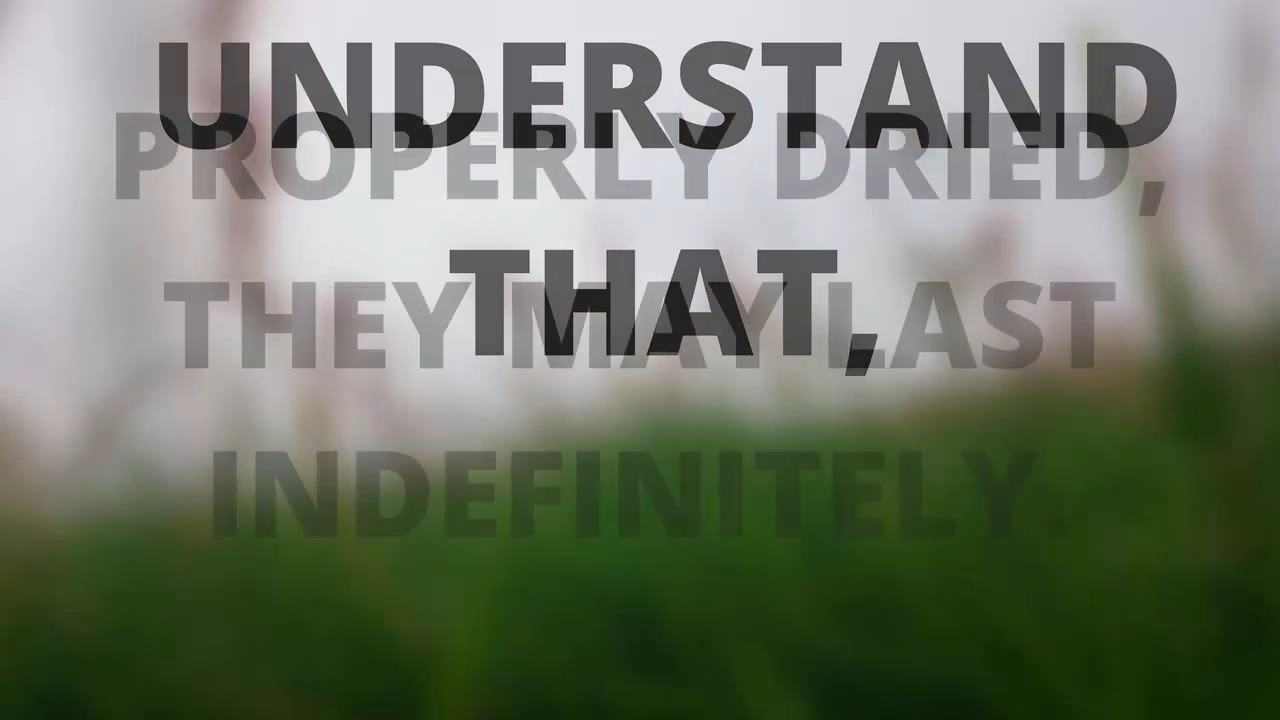 UNDERSTAND
PROPERLY DRIED,
THAT,
THEY MAY LAST
INDEFINITELY.